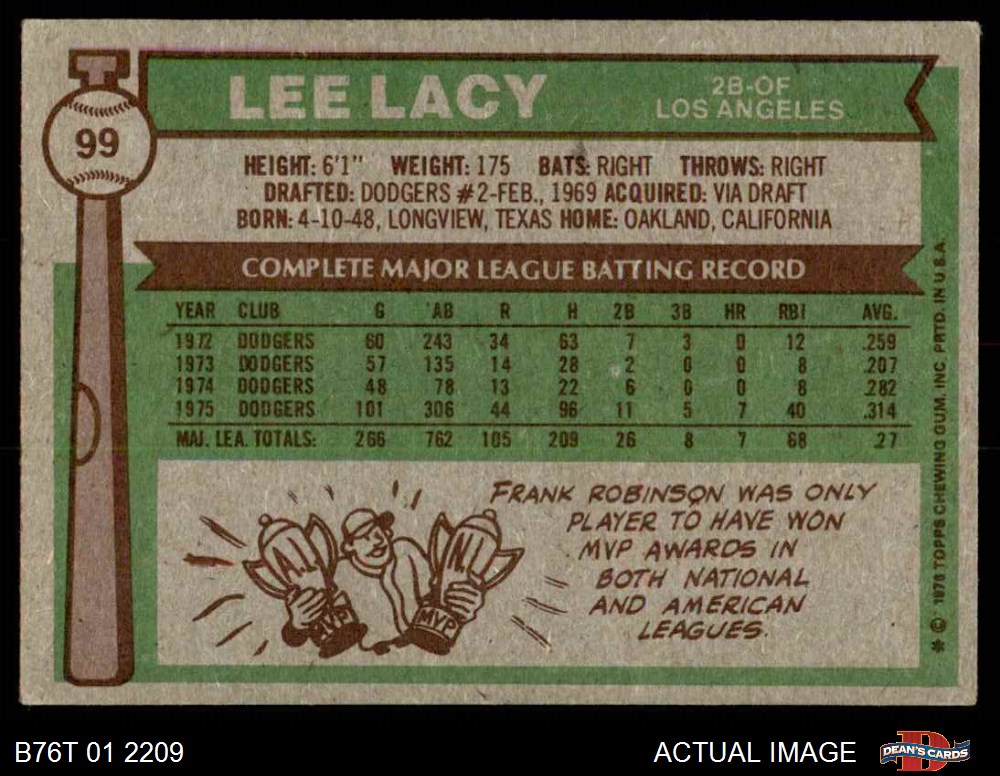 99
LEE LACY
2B-OF
LOS ANGELES
HEIGHT: 6'1" WEIGHT: 175 BATS: RIGHT THROWS: RIGHT
DRAFTED: DODGERS #2-FEB., 1969 ACQUIRED: VIA DRAFT
BORN: 4-10-48, LONGVIEW, TEXAS HOME: OAKLAND, CALIFORNIA
COMPLETE MAJOR LEAGUE BATTING RECORD
YEAR CLUB G AB R H 2B 3B HR RBI AVG.
1972 DODGERS 60 243 34 63 7 3 0 12 .259
1973 DODGERS 57 135 14 28 2 0 0 8 .207
1974 DODGERS 48 78 13 22 6 0 0 8 .282
1975 DODGERS 101 306 44 96 11 5 7 40 .314
MAJ. LEA. TOTALS: 266 762 105 209 26 8 7 68 .27
FRANK ROBINSON WAS ONLY
PLAYER TO HAVE WON
MVP AWARDS IN
BOTH NATIONAL
AND AMERICAN
LEAGUES.
A.L. N.L.
MVP MVP
* © 1976 TOPPS CHEWING GUM, INC. PRTD. IN U.S.A.
B76T 01 2209
ACTUAL IMAGE
D
DEAN'S CARDS